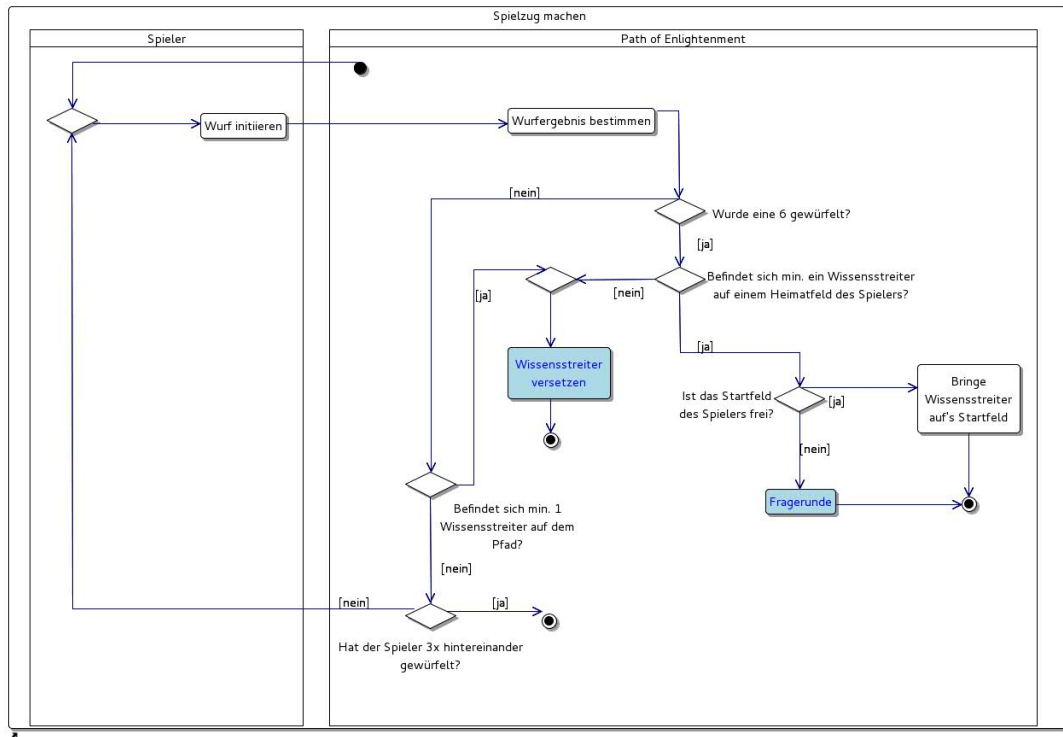 Spielzug machen
Spieler
Path of Enlightenment
Wurf initiieren
Wurfergebnis bestimmen
[nein]
Wurde eine 6 gewürfelt?
[ja]
Befindet sich min. ein Wissensstreiter
auf einem Heimatfeld des Spielers?
[nein]
[ja]
[ja]
Wissensstreiter
versetzen
Ist das Startfeld
des Spielers frei?
[ja]
Bringe
Wissensstreiter
auf's Startfeld
[nein]
Fragerunde
Befindet sich min. 1
Wissensstreiter auf dem
Pfad?
[nein]
[nein]
[ja]
Hat der Spieler 3x hintereinander
gewürfelt?